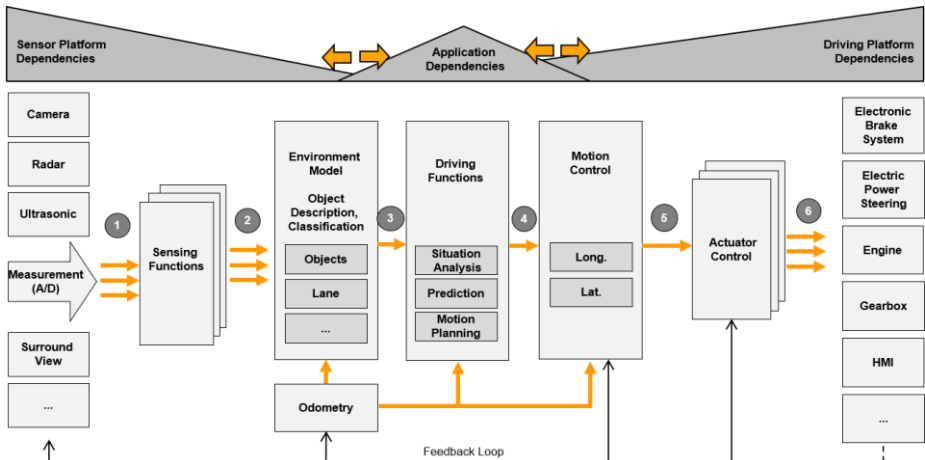 Sensor Platform
Dependencies
Application
Dependencies
Driving Platform
Dependencies
Camera
Radar
Ultrasonic
Measurement
(A/D)
Surround
View
...
1
Sensing
Functions
2
Environment
Model
Object
Description,
Classification
Objects
Lane
...
Odometry
3
Driving
Functions
Situation
Analysis
Prediction
Motion
Planning
4
Motion
Control
Long.
Lat.
5
Actuator
Control
6
Electronic
Brake
System
Electric
Power
Steering
Engine
Gearbox
HMI
...
Feedback Loop